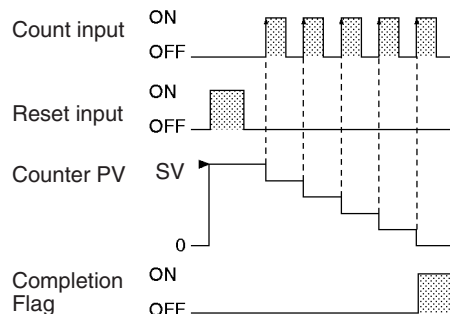 Count input ON
OFF
Reset input ON
OFF
Counter PV SV
0
Completion Flag ON
OFF